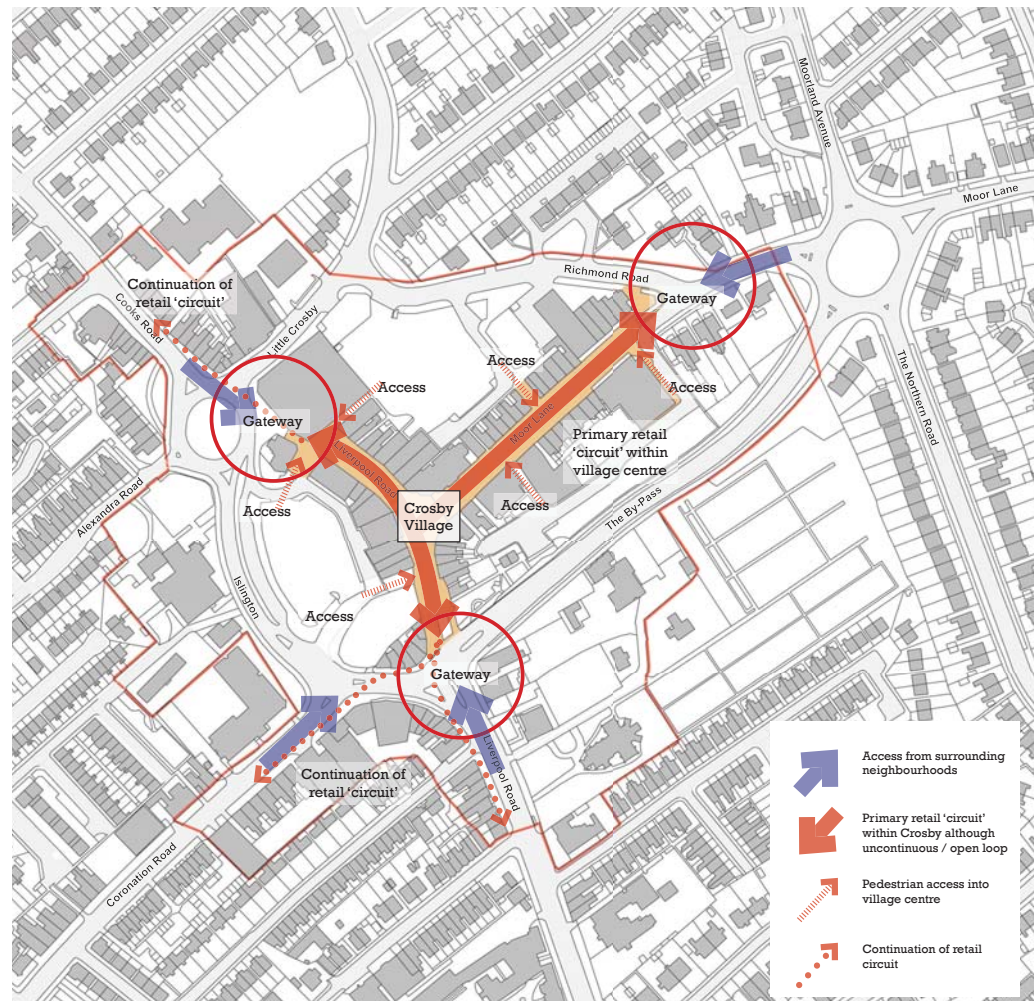 Moorland Avenue
Moor Lane
Richmond Road
Gateway
Continuation of
retail ‘circuit’
Cooks Road
Little Crosby
Access
Access
Access
Gateway
Moor Lane
Primary retail
‘circuit’ within
village centre
The Northern Road
Liverpool Road
Access
Access
Crosby
Village
The By-Pass
Alexandra Road
Islington
Access
Gateway
Liverpool Road
Continuation of
retail ‘circuit’
Coronation Road
Access from surrounding
neighbourhoods
Primary retail ‘circuit’
within Crosby although
uncontinuous / open loop
Pedestrian access into
village centre
Continuation of retail
circuit